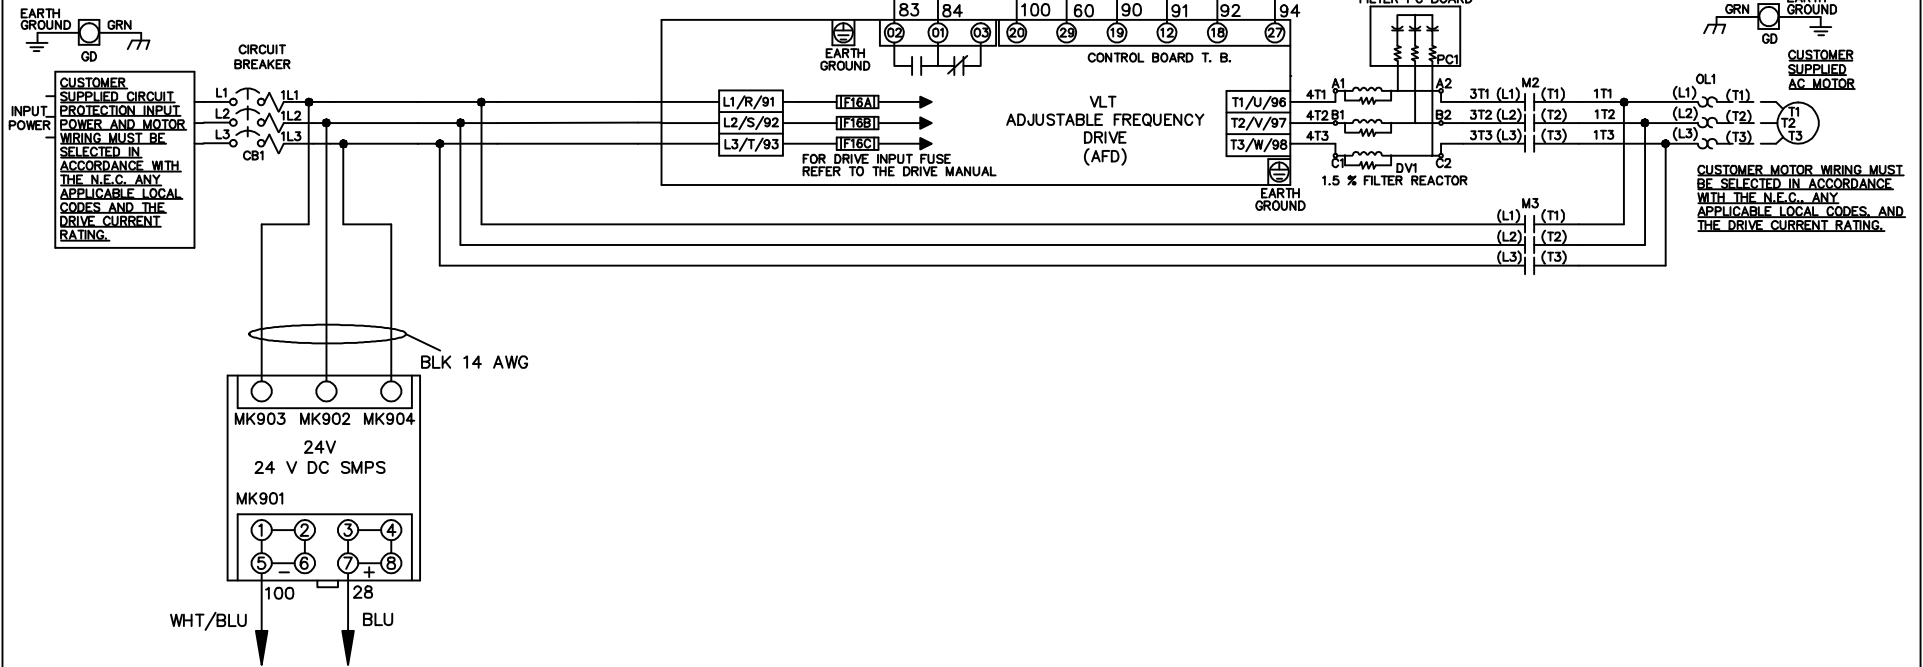 83 84 100 60 90 91 92 94
02 01 03 20 29 19 12 18 27
EARTH
GROUND
GRN
GD
EARTH
GROUND
CONTROL BOARD T. B.
FILTER PC BOARD
PC1
GRN
EARTH
GROUND
GD
CIRCUIT
BREAKER
INPUT
POWER
CUSTOMER
SUPPLIED CIRCUIT
PROTECTION INPUT
POWER AND MOTOR
WIRING MUST BE
SELECTED IN
ACCORDANCE WITH
THE N.E.C. ANY
APPLICABLE LOCAL
CODES AND THE
DRIVE CURRENT
RATING.
L1 1L1
L2 1L2
L3 1L3
CB1
L1/R/91 F16A
L2/S/92 F16B
L3/T/93 F16C
FOR DRIVE INPUT FUSE
REFER TO THE DRIVE MANUAL
VLT
ADJUSTABLE FREQUENCY
DRIVE
(AFD)
T1/U/96 4T1 A1 A2
T2/V/97 4T2 B1 B2
T3/W/98 4T3 C1 C2
EARTH
GROUND
DV1
1.5 % FILTER REACTOR
M2
3T1 (L1) (T1) 1T1
3T2 (L2) (T2) 1T2
3T3 (L3) (T3) 1T3
OL1
(L1) (T1)
(L2) (T2)
(L3) (T3)
CUSTOMER
SUPPLIED
AC MOTOR
T1
T2
T3
CUSTOMER MOTOR WIRING MUST
BE SELECTED IN ACCORDANCE
WITH THE N.E.C., ANY
APPLICABLE LOCAL CODES, AND
THE DRIVE CURRENT RATING.
M3
(L1) (T1)
(L2) (T2)
(L3) (T3)
BLK 14 AWG
MK903 MK902 MK904
24V
24 V DC SMPS
MK901
1 2 3 4
5 6 7 8
- +
100 28
WHT/BLU BLU